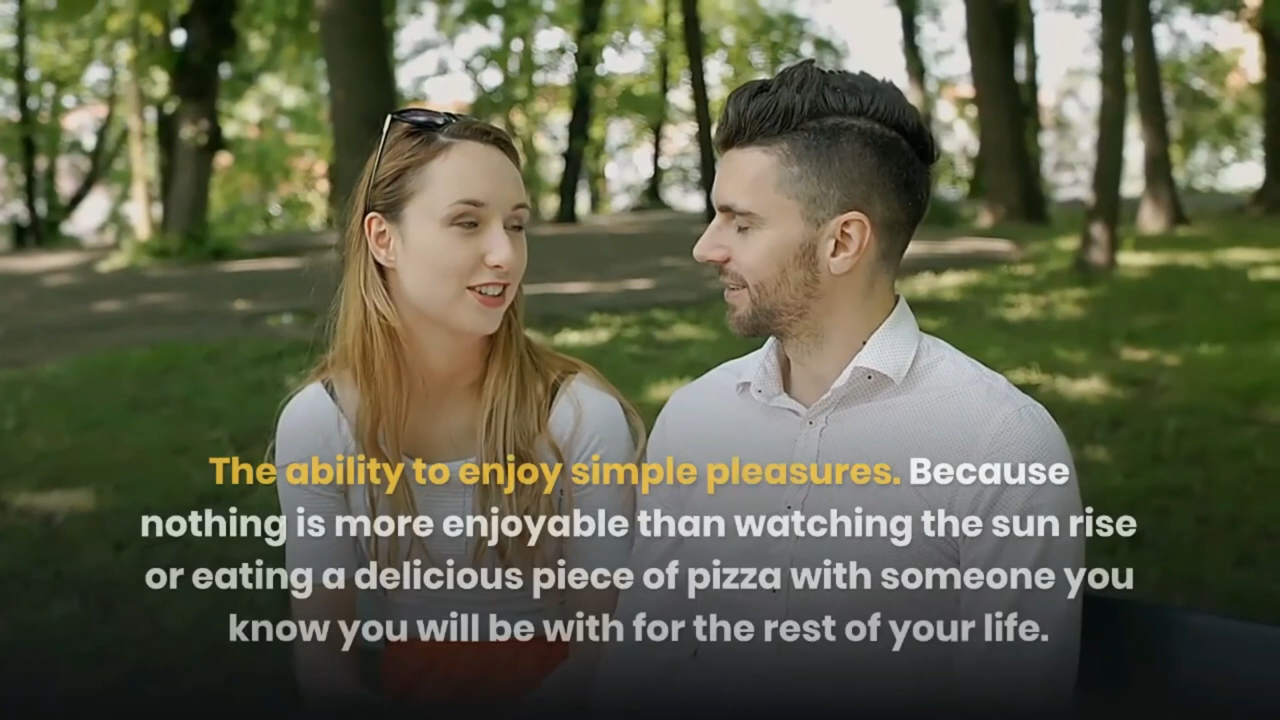 The ability to enjoy simple pleasures. Because
nothing is more enjoyable than watching the sun rise
or eating a delicious piece of pizza with someone you
know you will be with for the rest of your life.